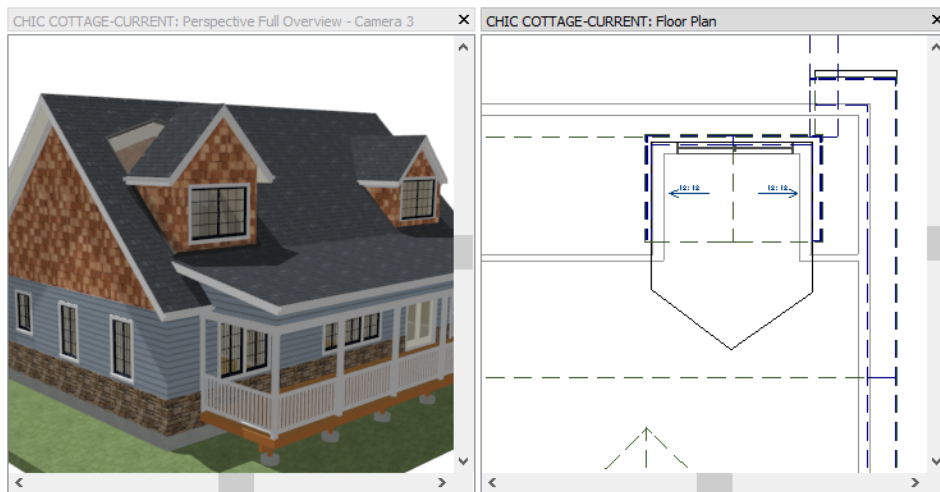 CHIC COTTAGE-CURRENT: Perspective Full Overview - Camera 3
CHIC COTTAGE-CURRENT: Floor Plan
12: 12
12: 12